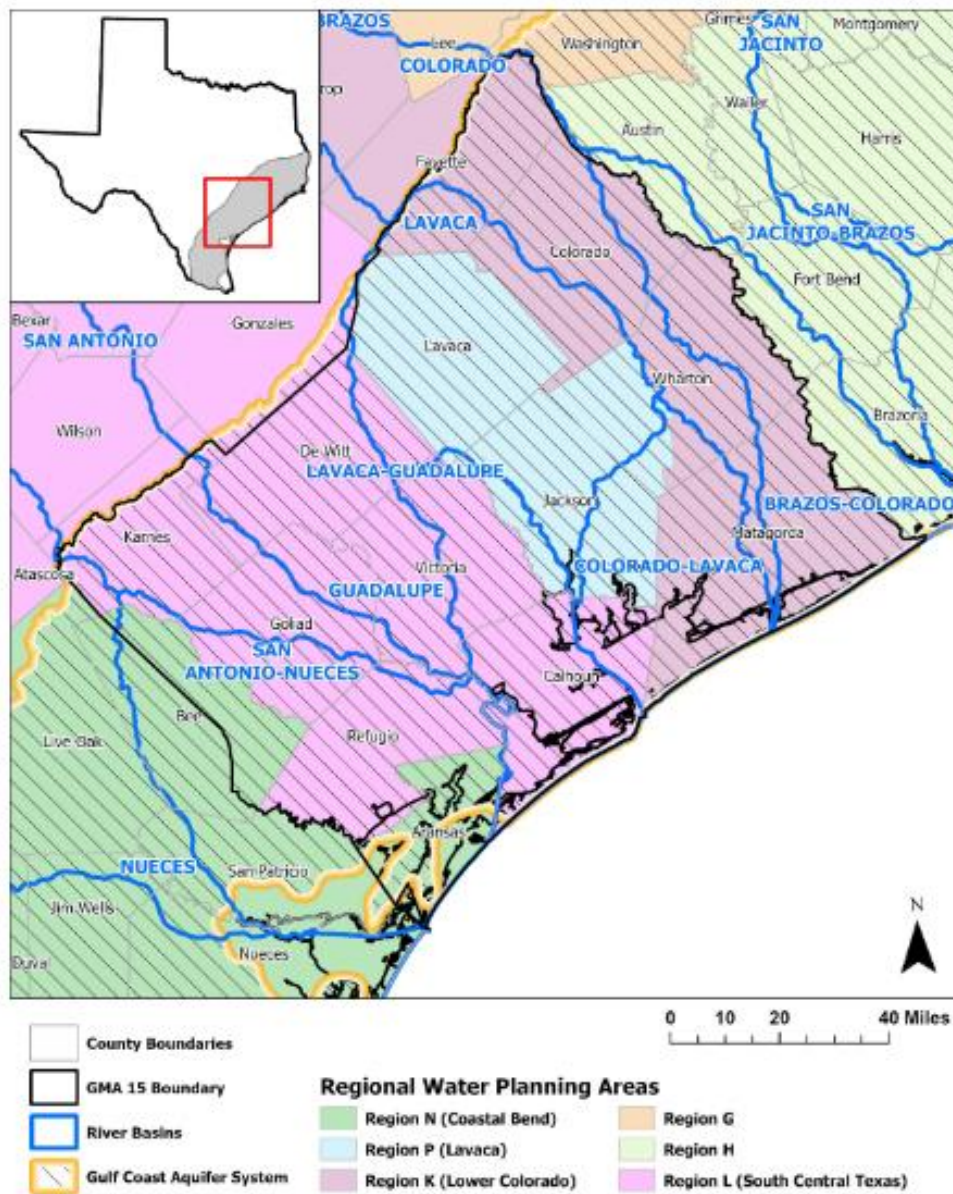 BRAZOS
Lee
COLORADO
Washington
Grimes
SAN
JACINTO
Montgomery
rop
Waller
Austin
Harris
Fayette
LAVACA
SAN
JACINTO-BRAZOS
Colorado
Fort Bend
Bexar
SAN ANTONIO
Gonzales
Lavaca
Wharton
Wilson
Brazoria
De Witt
LAVACA-GUADALUPE
Jackson
BRAZOS-COLORADO
Karnes
Matagorda
Atascosa
Victoria
COLORADO-LAVACA
GUADALUPE
Goliad
SAN
ANTONIO-NUECES
Calhoun
Bee
Live Oak
Refugio
Aransas
NUECES
San Patricio
Jim Wells
Nueces
Duval
N
0 10 20 40 Miles
County Boundaries
GMA 15 Boundary
River Basins
Gulf Coast Aquifer System
Regional Water Planning Areas
Region N (Coastal Bend)
Region P (Lavaca)
Region K (Lower Colorado)
Region G
Region H
Region L (South Central Texas)